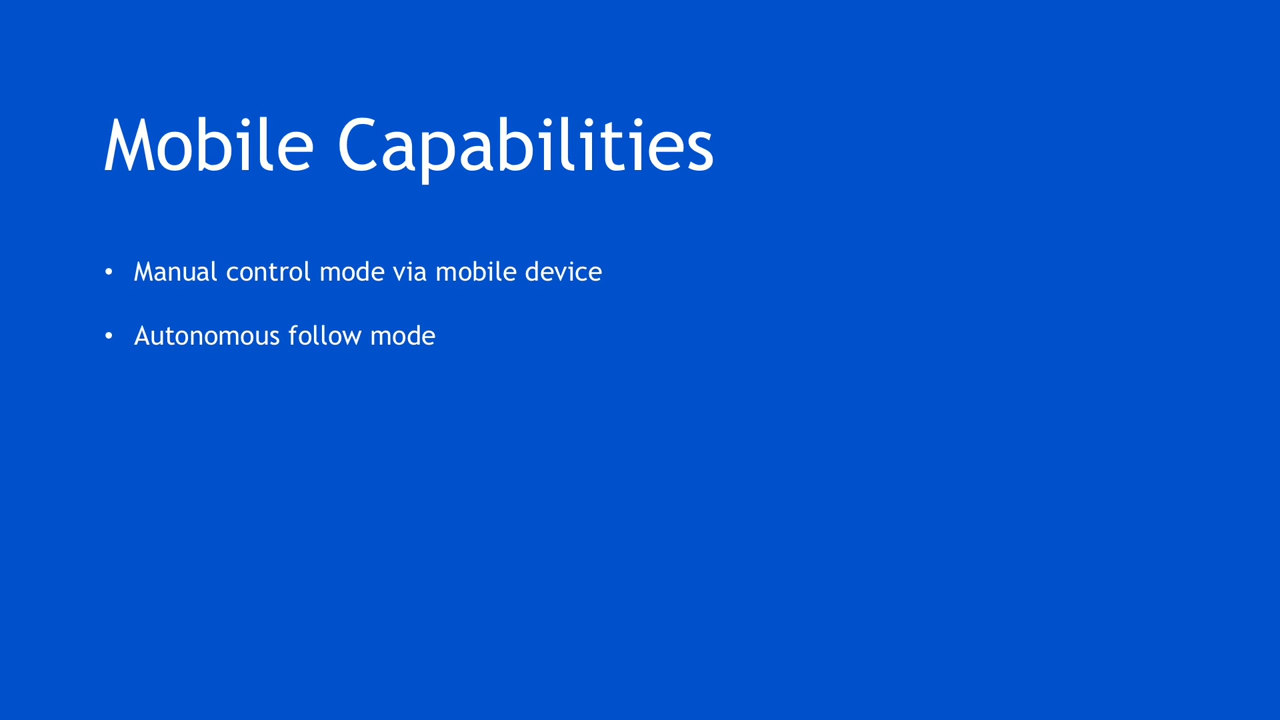 Mobile Capabilities
• Manual control mode via mobile device
• Autonomous follow mode